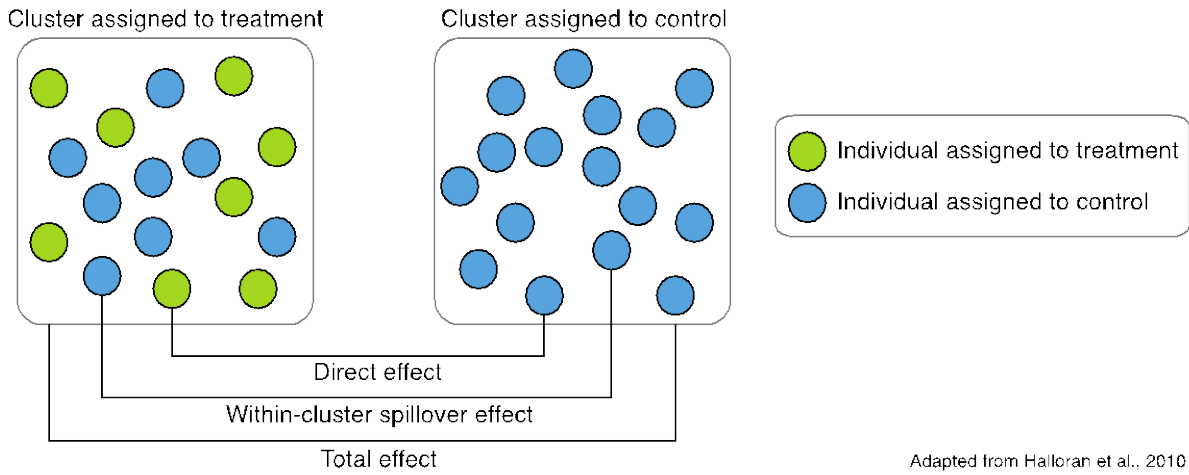 Cluster assigned to treatment
Cluster assigned to control
Individual assigned to treatment
Individual assigned to control
Direct effect
Within-cluster spillover effect
Total effect
Adapted from Halloran et al., 2010